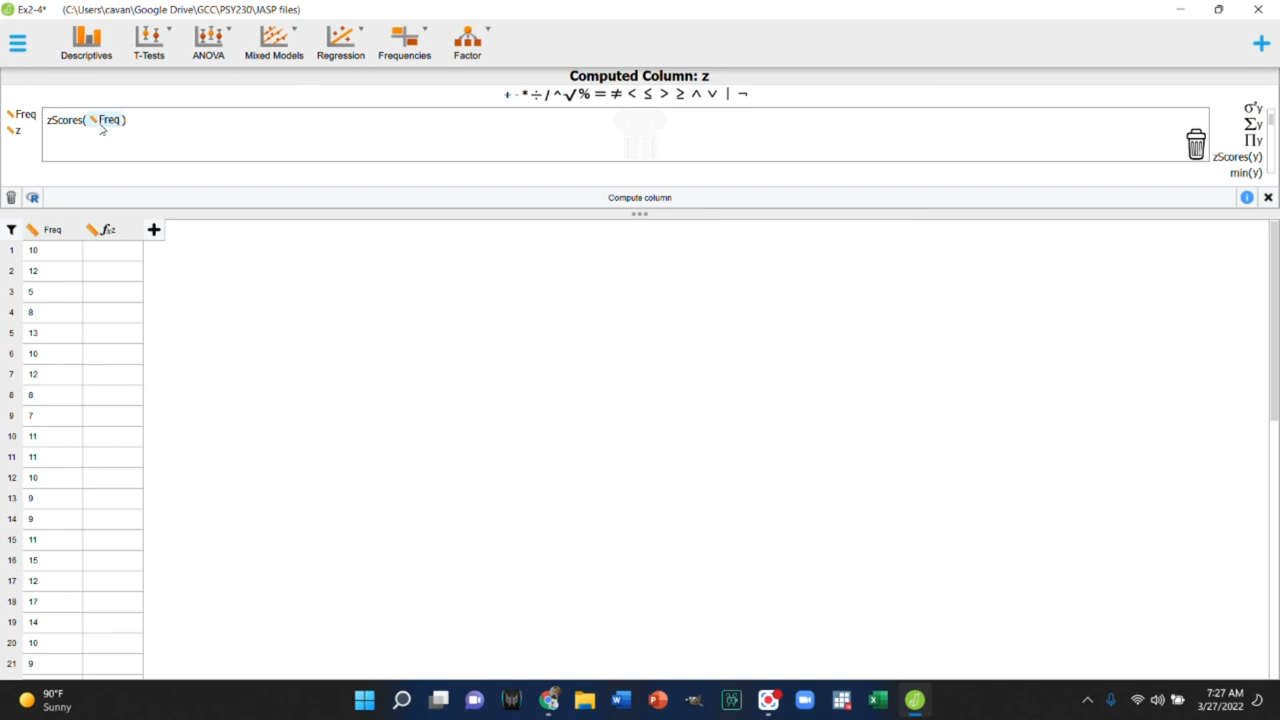 Ex2-4* (C:\Users\cavan\Google Drive\GCC\PSY230\JASP files)
Descriptives T-Tests ANOVA Mixed Models Regression Frequencies Factor
Computed Column: z
+ - * ÷ / ^ √ % = ≠ < ≤ > ≥ ∧ ∨ | ¬
Freq
z
zScores( Freq )
σ²y
Σy
Πy
zScores(y)
min(y)
R Compute column i
Freq fx z
1 10
2 12
3 5
4 8
5 13
6 10
7 12
8 8
9 7
10 11
11 11
12 10
13 9
14 9
15 11
16 15
17 12
18 17
19 14
20 10
21 9
90°F
Sunny
7:27 AM
3/27/2022